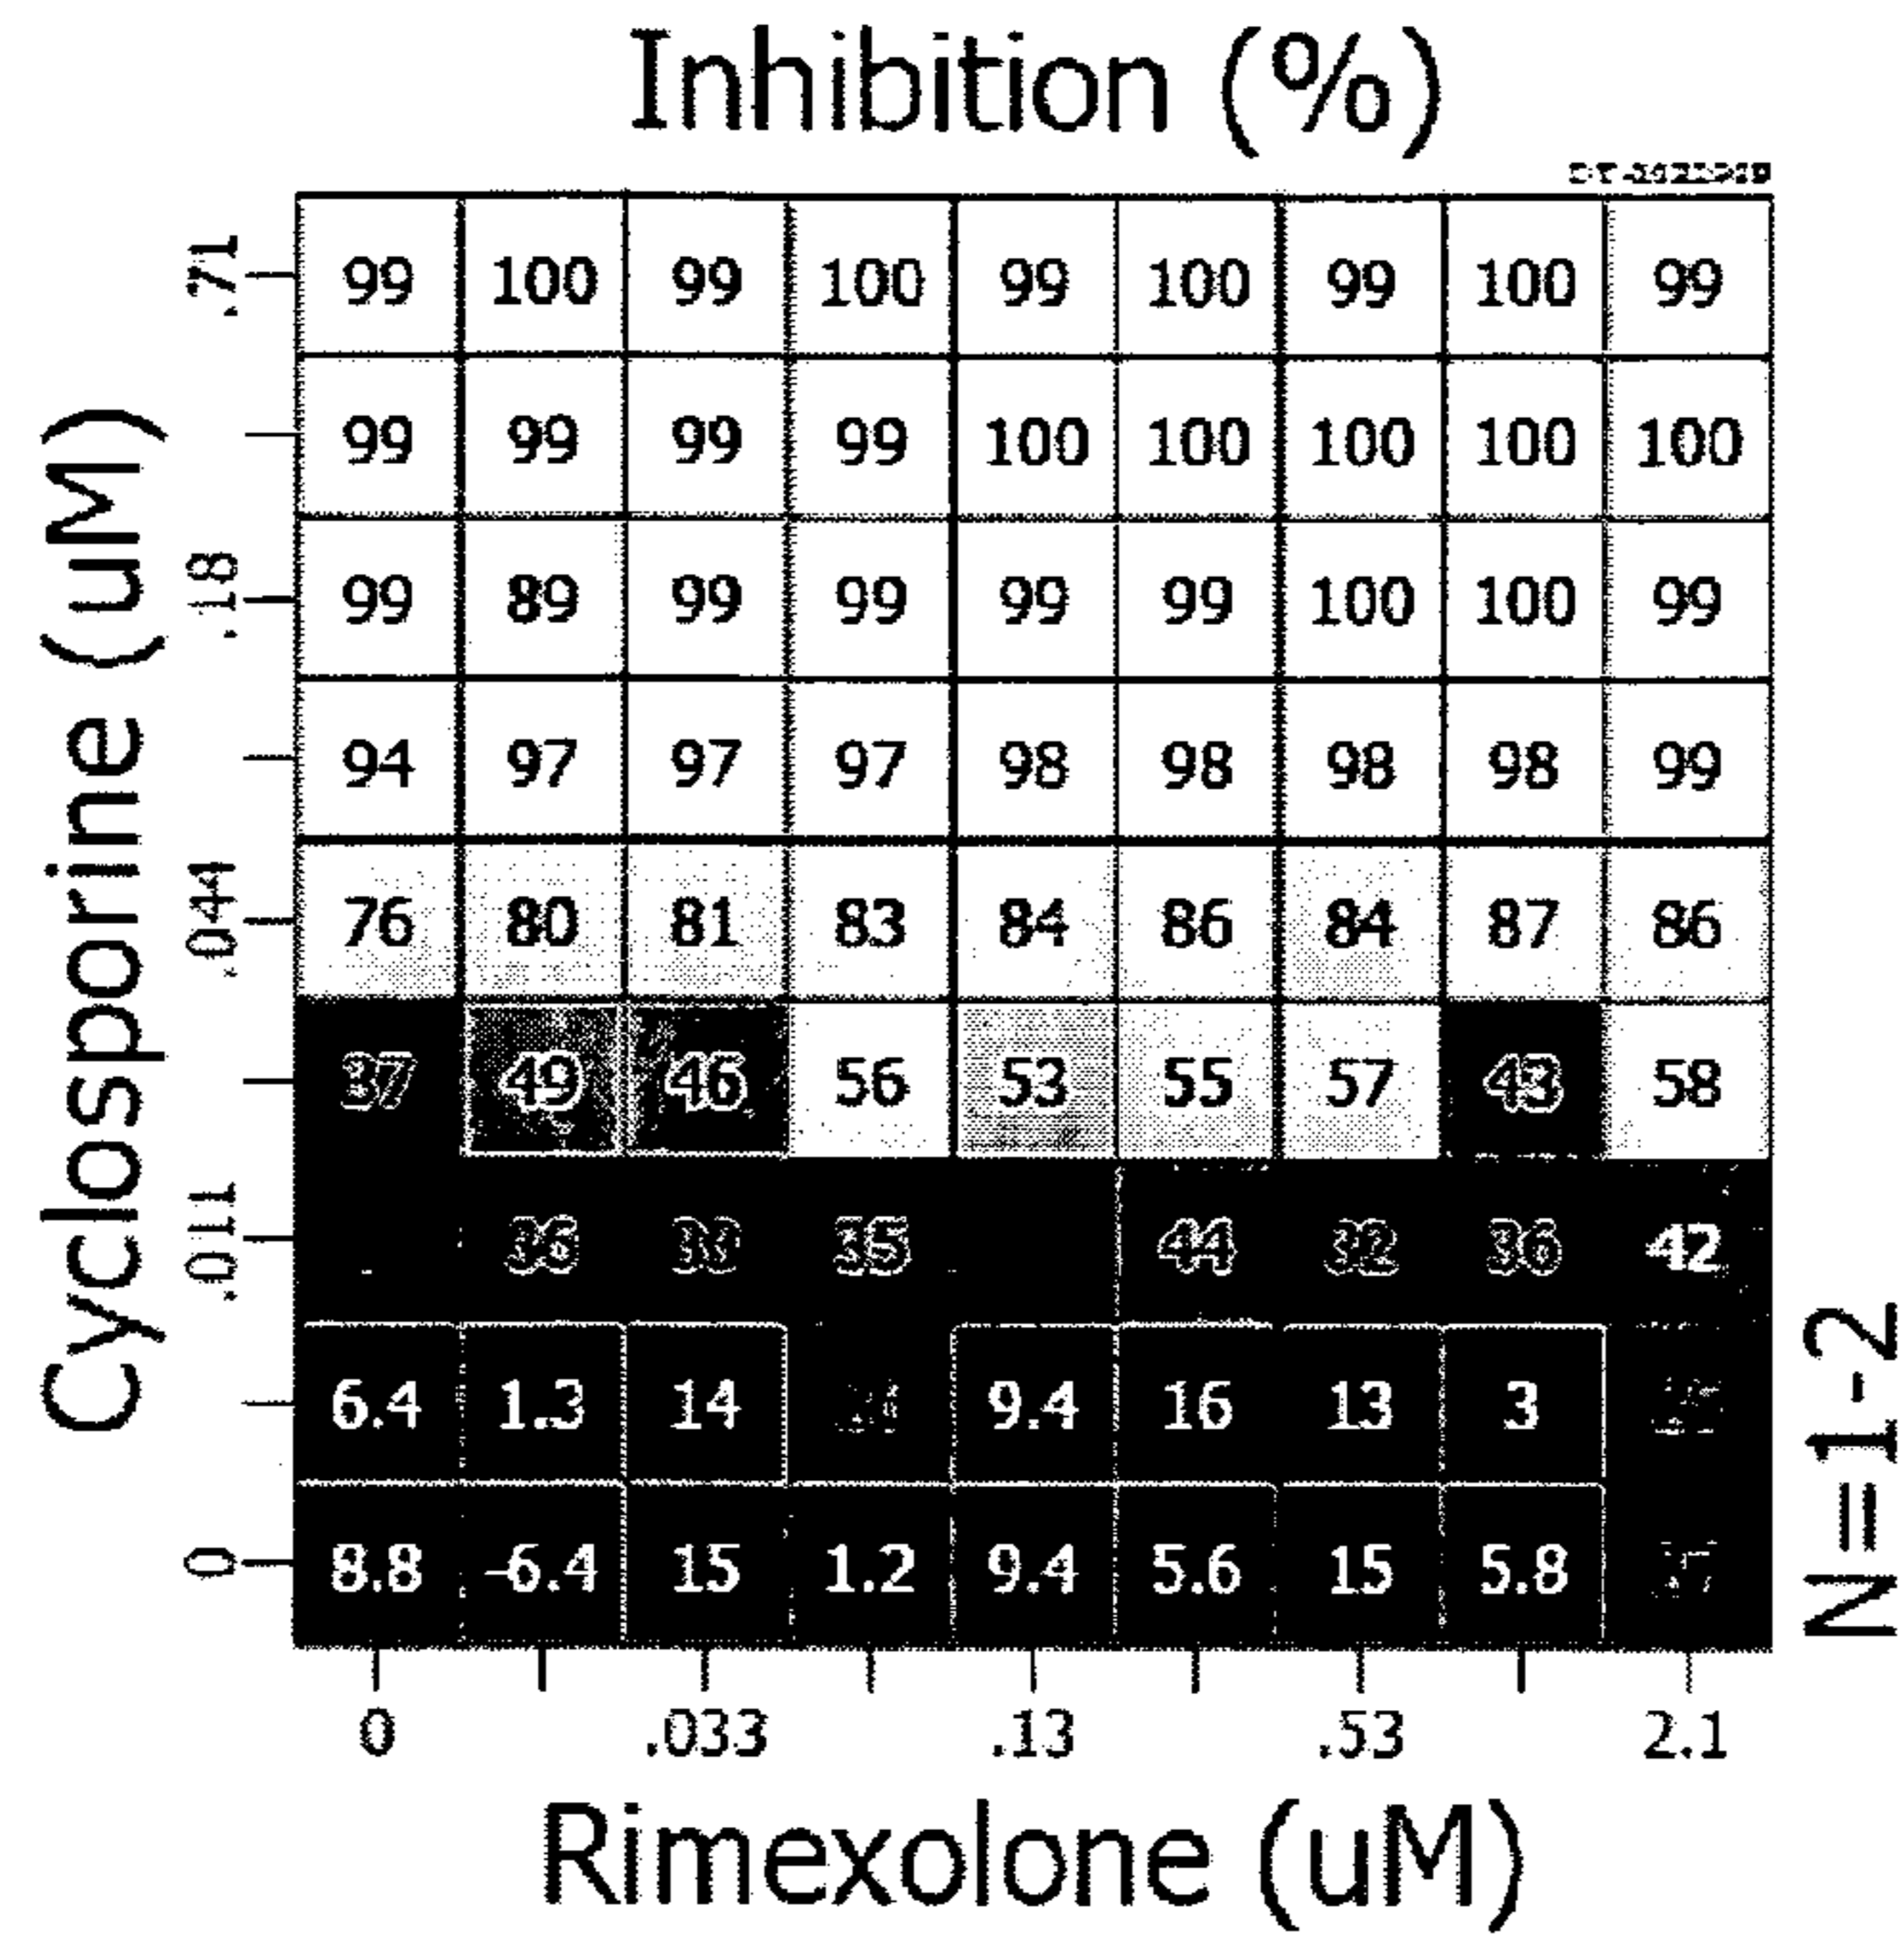 Inhibition (%)
.71 99 100 99 100 99 100 99 100 99
99 99 99 99 100 100 100 100 100
.18 99 89 99 99 99 99 100 100 99
94 97 97 97 98 98 98 98 99
.044 76 80 81 83 84 86 84 87 86
37 49 46 56 53 55 57 43 58
.011 36 33 35 44 32 36 42
6.4 1.3 14 9.4 16 13 3
0 8.8 -6.4 15 1.2 9.4 5.6 15 5.8
0 .033 .13 .53 2.1
Rimexolone (uM)
Cyclosporine (uM)
N=1-2